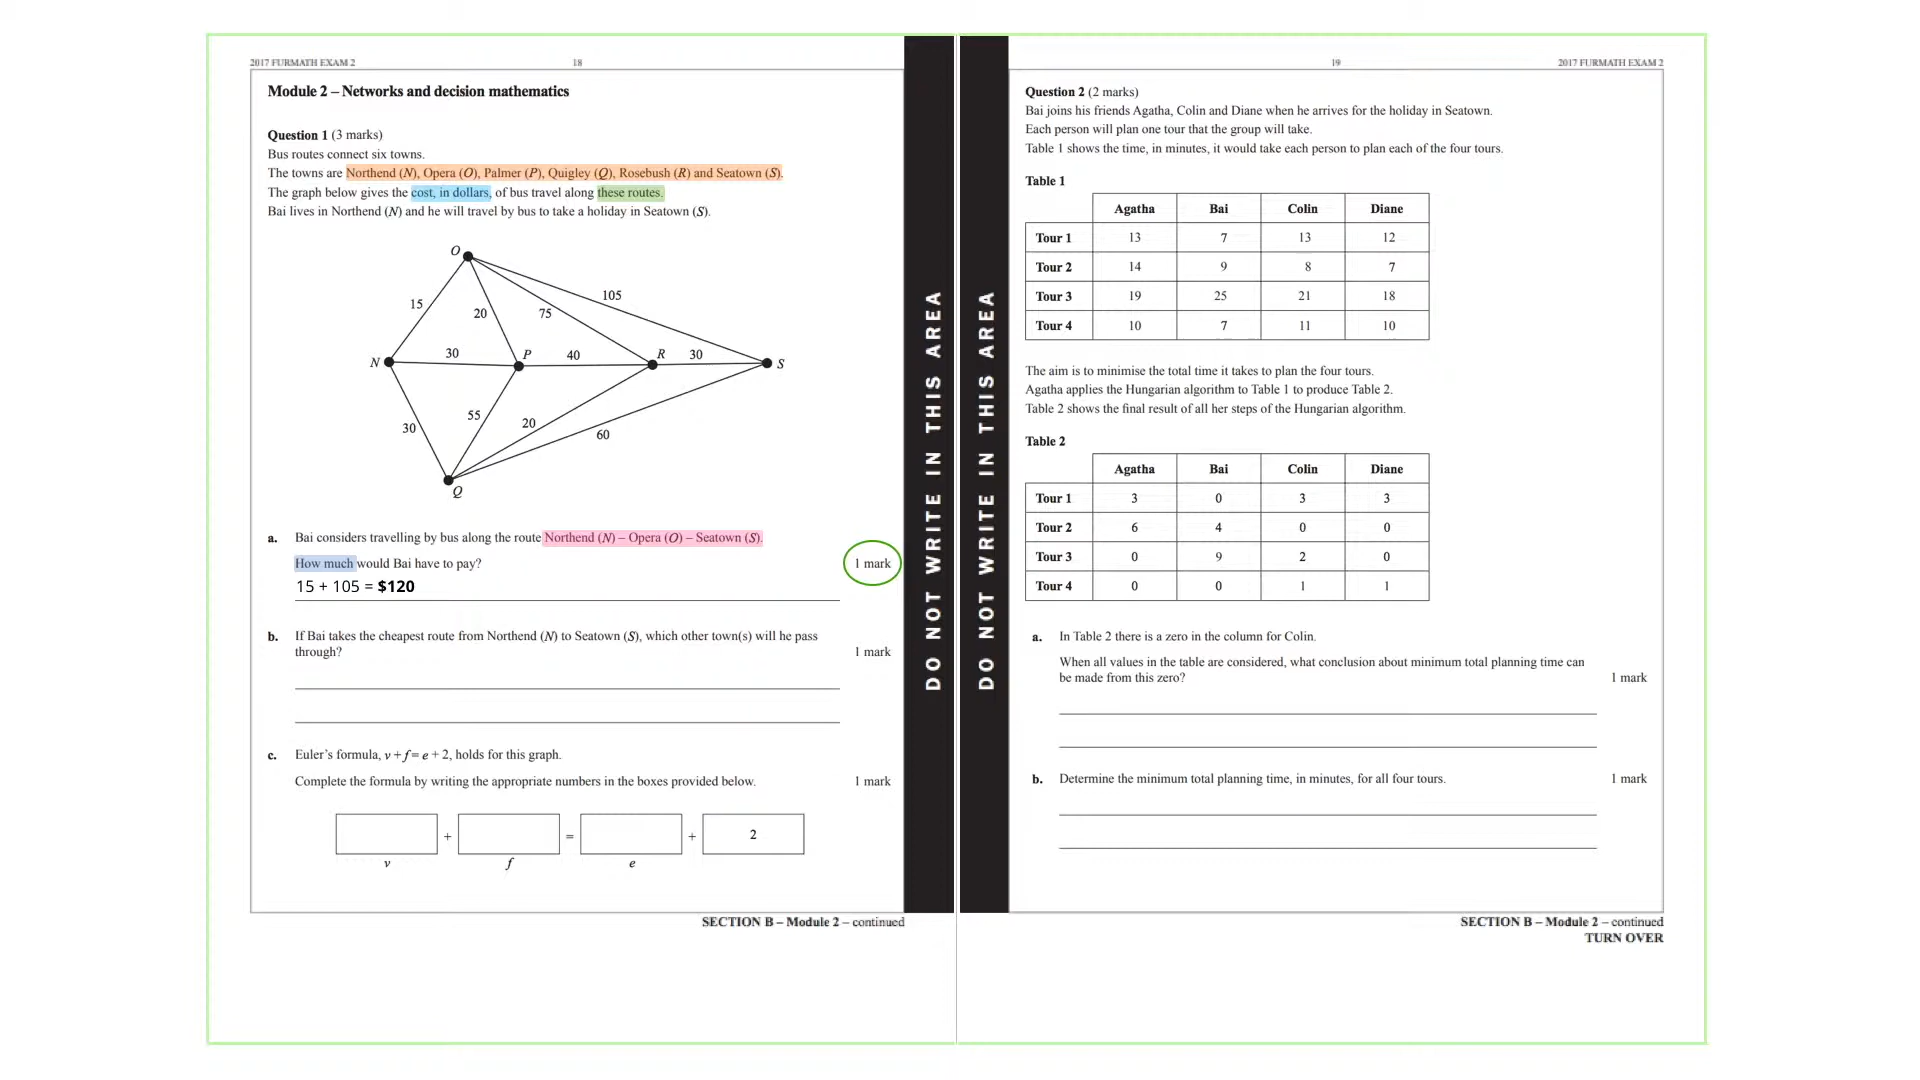 2017 FURMATH EXAM 2
18
Module 2 – Networks and decision mathematics
Question 1 (3 marks)
Bus routes connect six towns.
The towns are Northend (N), Opera (O), Palmer (P), Quigley (Q), Rosebush (R) and Seatown (S).
The graph below gives the cost, in dollars, of bus travel along these routes.
Bai lives in Northend (N) and he will travel by bus to take a holiday in Seatown (S).
O
105
15
20
75
P
R
N
30
40
30
S
55
20
30
60
Q
a. Bai considers travelling by bus along the route Northend (N) – Opera (O) – Seatown (S).
How much would Bai have to pay? 1 mark
15 + 105 = $120
b. If Bai takes the cheapest route from Northend (N) to Seatown (S), which other town(s) will he pass
through? 1 mark
c. Euler's formula, v + f = e + 2, holds for this graph.
Complete the formula by writing the appropriate numbers in the boxes provided below. 1 mark
+ = + 2
v f e
SECTION B – Module 2 – continued
DO NOT WRITE IN THIS AREA
DO NOT WRITE IN THIS AREA
19
2017 FURMATH EXAM 2
Question 2 (2 marks)
Bai joins his friends Agatha, Colin and Diane when he arrives for the holiday in Seatown.
Each person will plan one tour that the group will take.
Table 1 shows the time, in minutes, it would take each person to plan each of the four tours.
Table 1
Agatha Bai Colin Diane
Tour 1 13 7 13 12
Tour 2 14 9 8 7
Tour 3 19 25 21 18
Tour 4 10 7 11 10
The aim is to minimise the total time it takes to plan the four tours.
Agatha applies the Hungarian algorithm to Table 1 to produce Table 2.
Table 2 shows the final result of all her steps of the Hungarian algorithm.
Table 2
Agatha Bai Colin Diane
Tour 1 3 0 3 3
Tour 2 6 4 0 0
Tour 3 0 9 2 0
Tour 4 0 0 1 1
a. In Table 2 there is a zero in the column for Colin.
When all values in the table are considered, what conclusion about minimum total planning time can
be made from this zero? 1 mark
b. Determine the minimum total planning time, in minutes, for all four tours. 1 mark
SECTION B – Module 2 – continued
TURN OVER